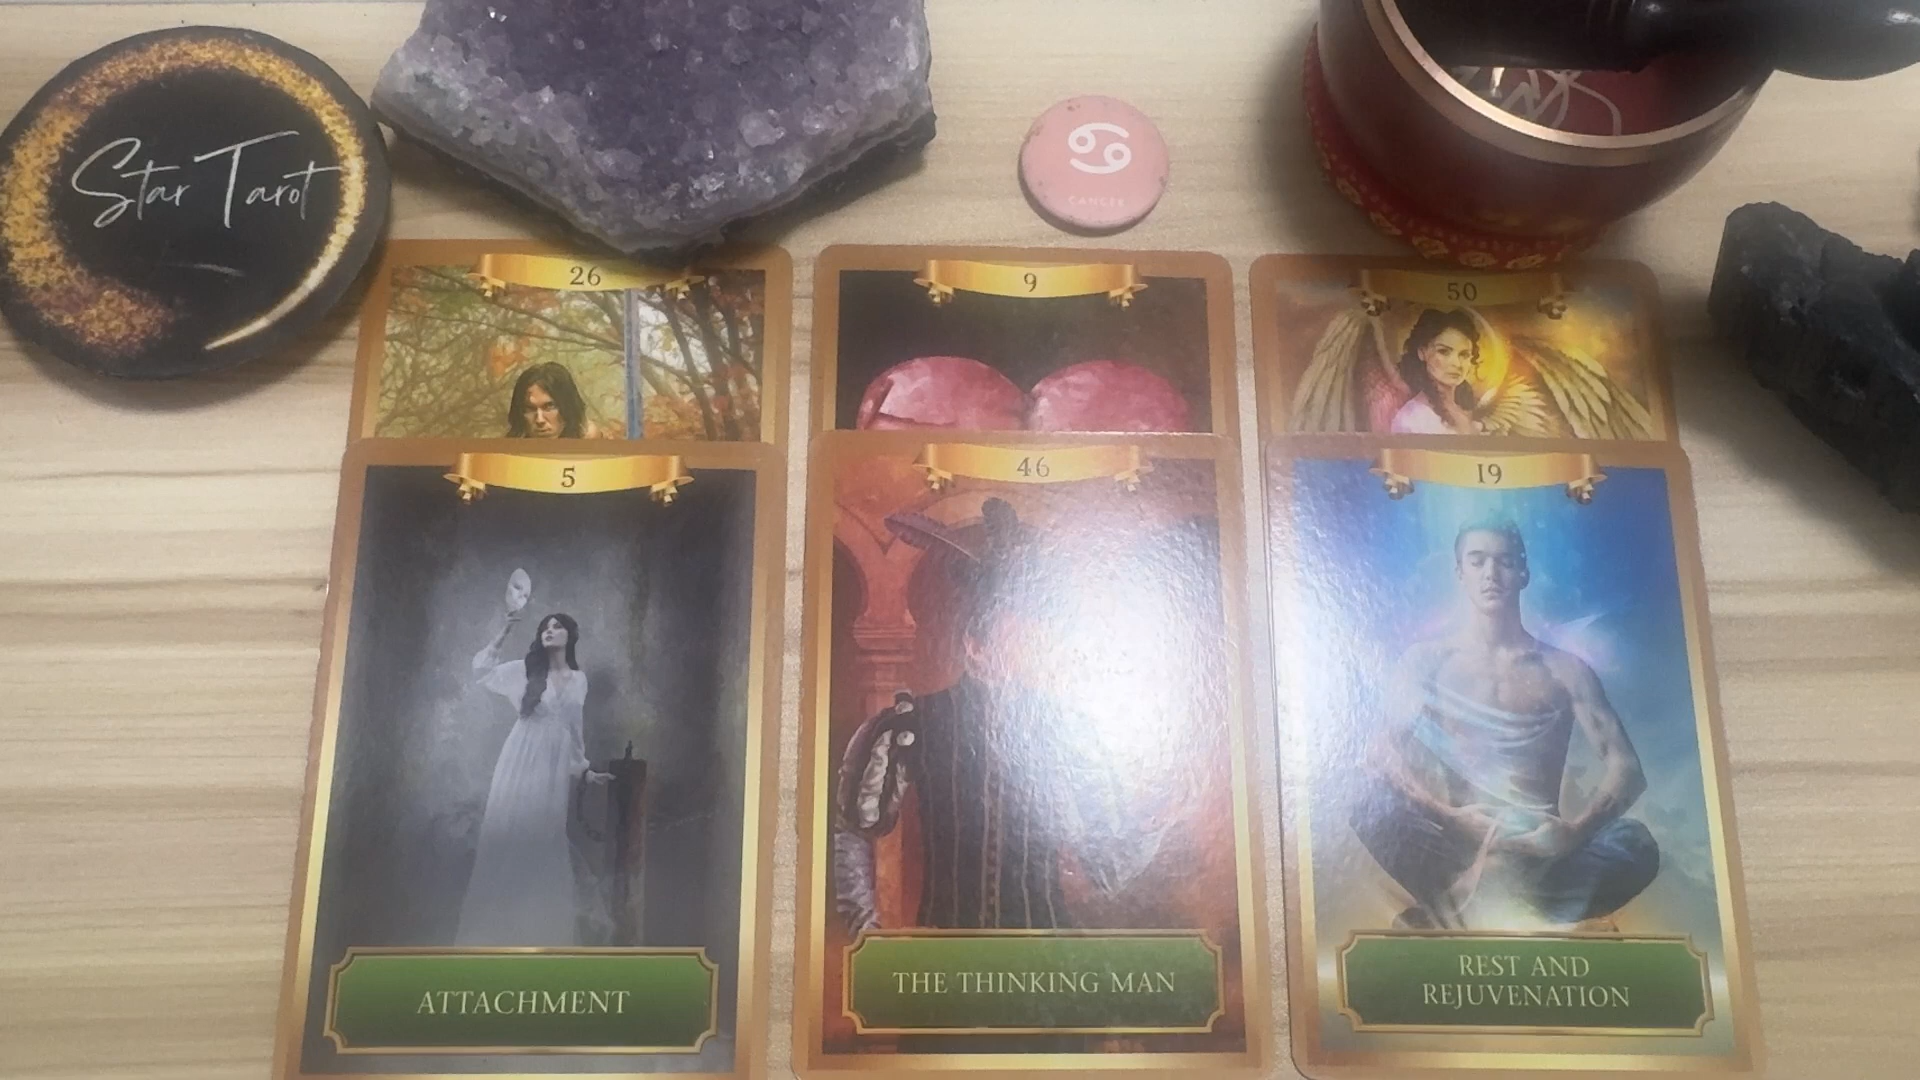 Star Tarot
CANCER
26
9
50
5
46
19
ATTACHMENT
THE THINKING MAN
REST AND
REJUVENATION